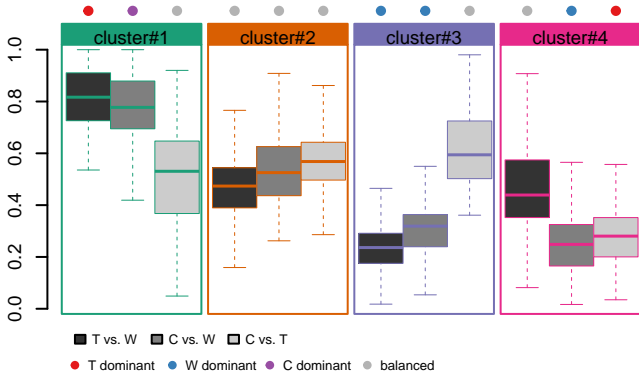 cluster#1 cluster#2 cluster#3 cluster#4
1.0
0.8
0.6
0.4
0.2
0.0
T vs. W C vs. W C vs. T
T dominant W dominant C dominant balanced